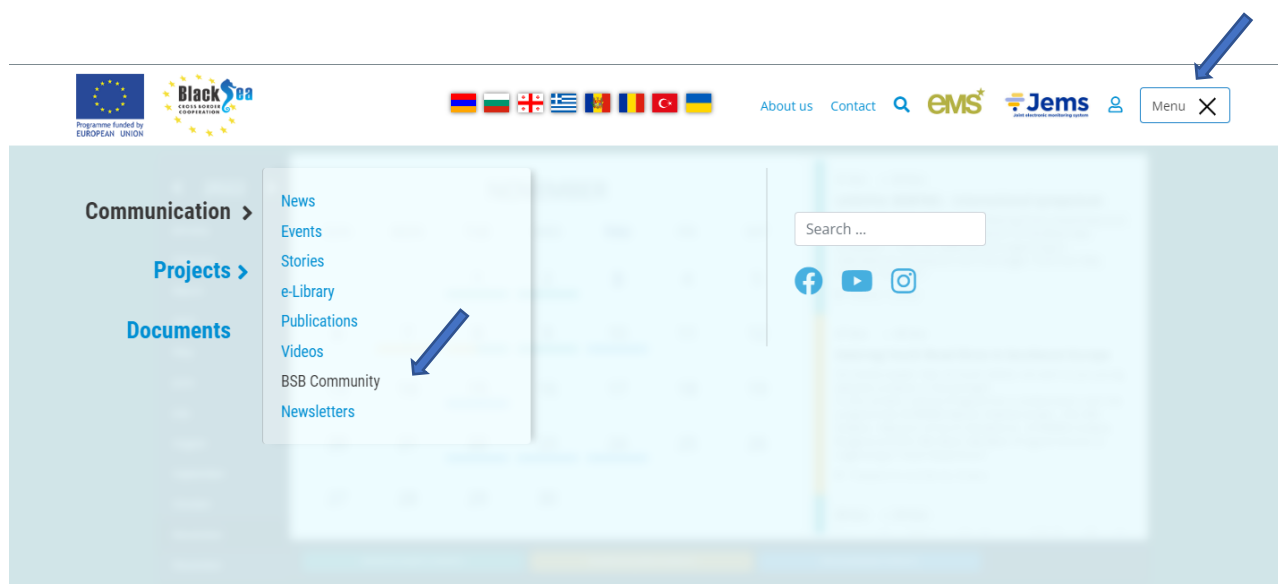 Black Sea
CROSS BORDER
COOPERATION
Programme funded by
EUROPEAN UNION
About us Contact eMS Jems Menu
Joint electronic monitoring system
Communication
Projects
Documents
News
Events
Stories
e-Library
Publications
Videos
BSB Community
Newsletters
Search ...